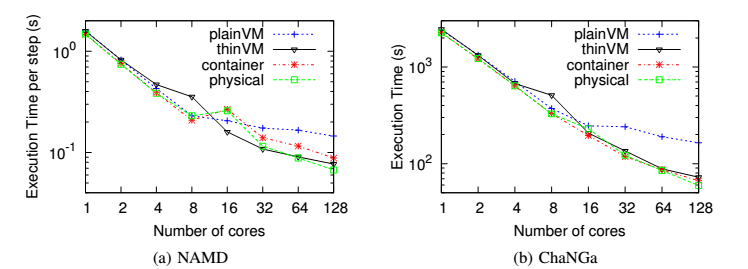 Execution Time per step (s)
10^0
10^-1
plainVM
thinVM
container
physical
1 2 4 8 16 32 64 128
Number of cores
(a) NAMD
Execution Time (s)
10^3
10^2
plainVM
thinVM
container
physical
1 2 4 8 16 32 64 128
Number of cores
(b) ChaNGa